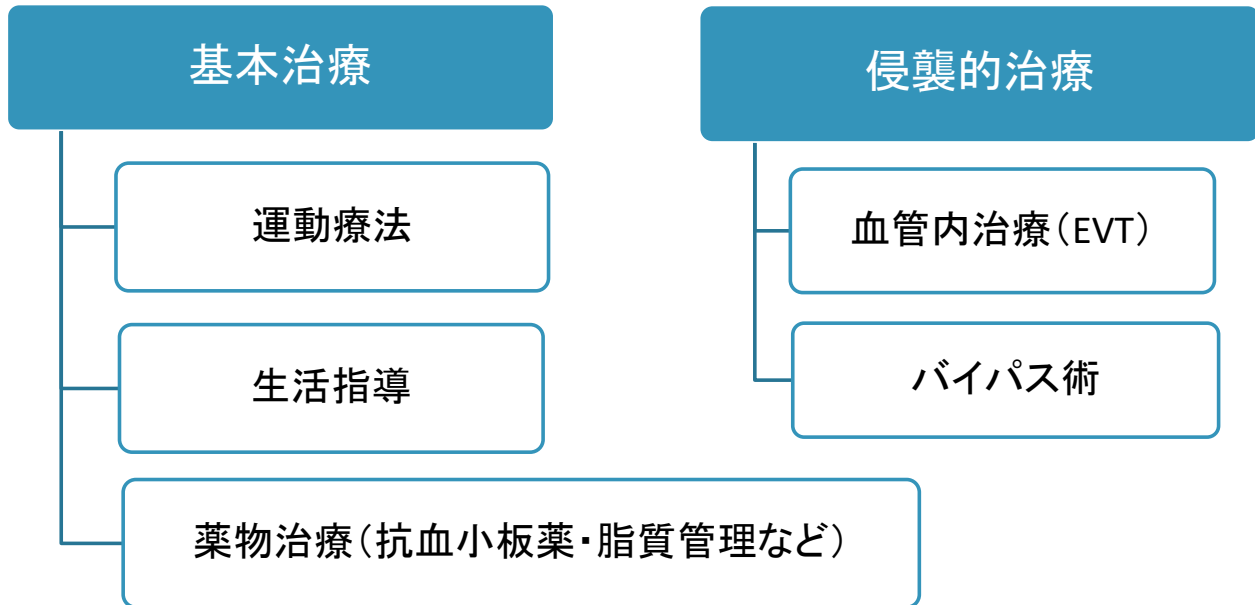 基本治療
運動療法
生活指導
薬物治療（抗血小板薬・脂質管理など）
侵襲的治療
血管内治療（EVT）
バイパス術